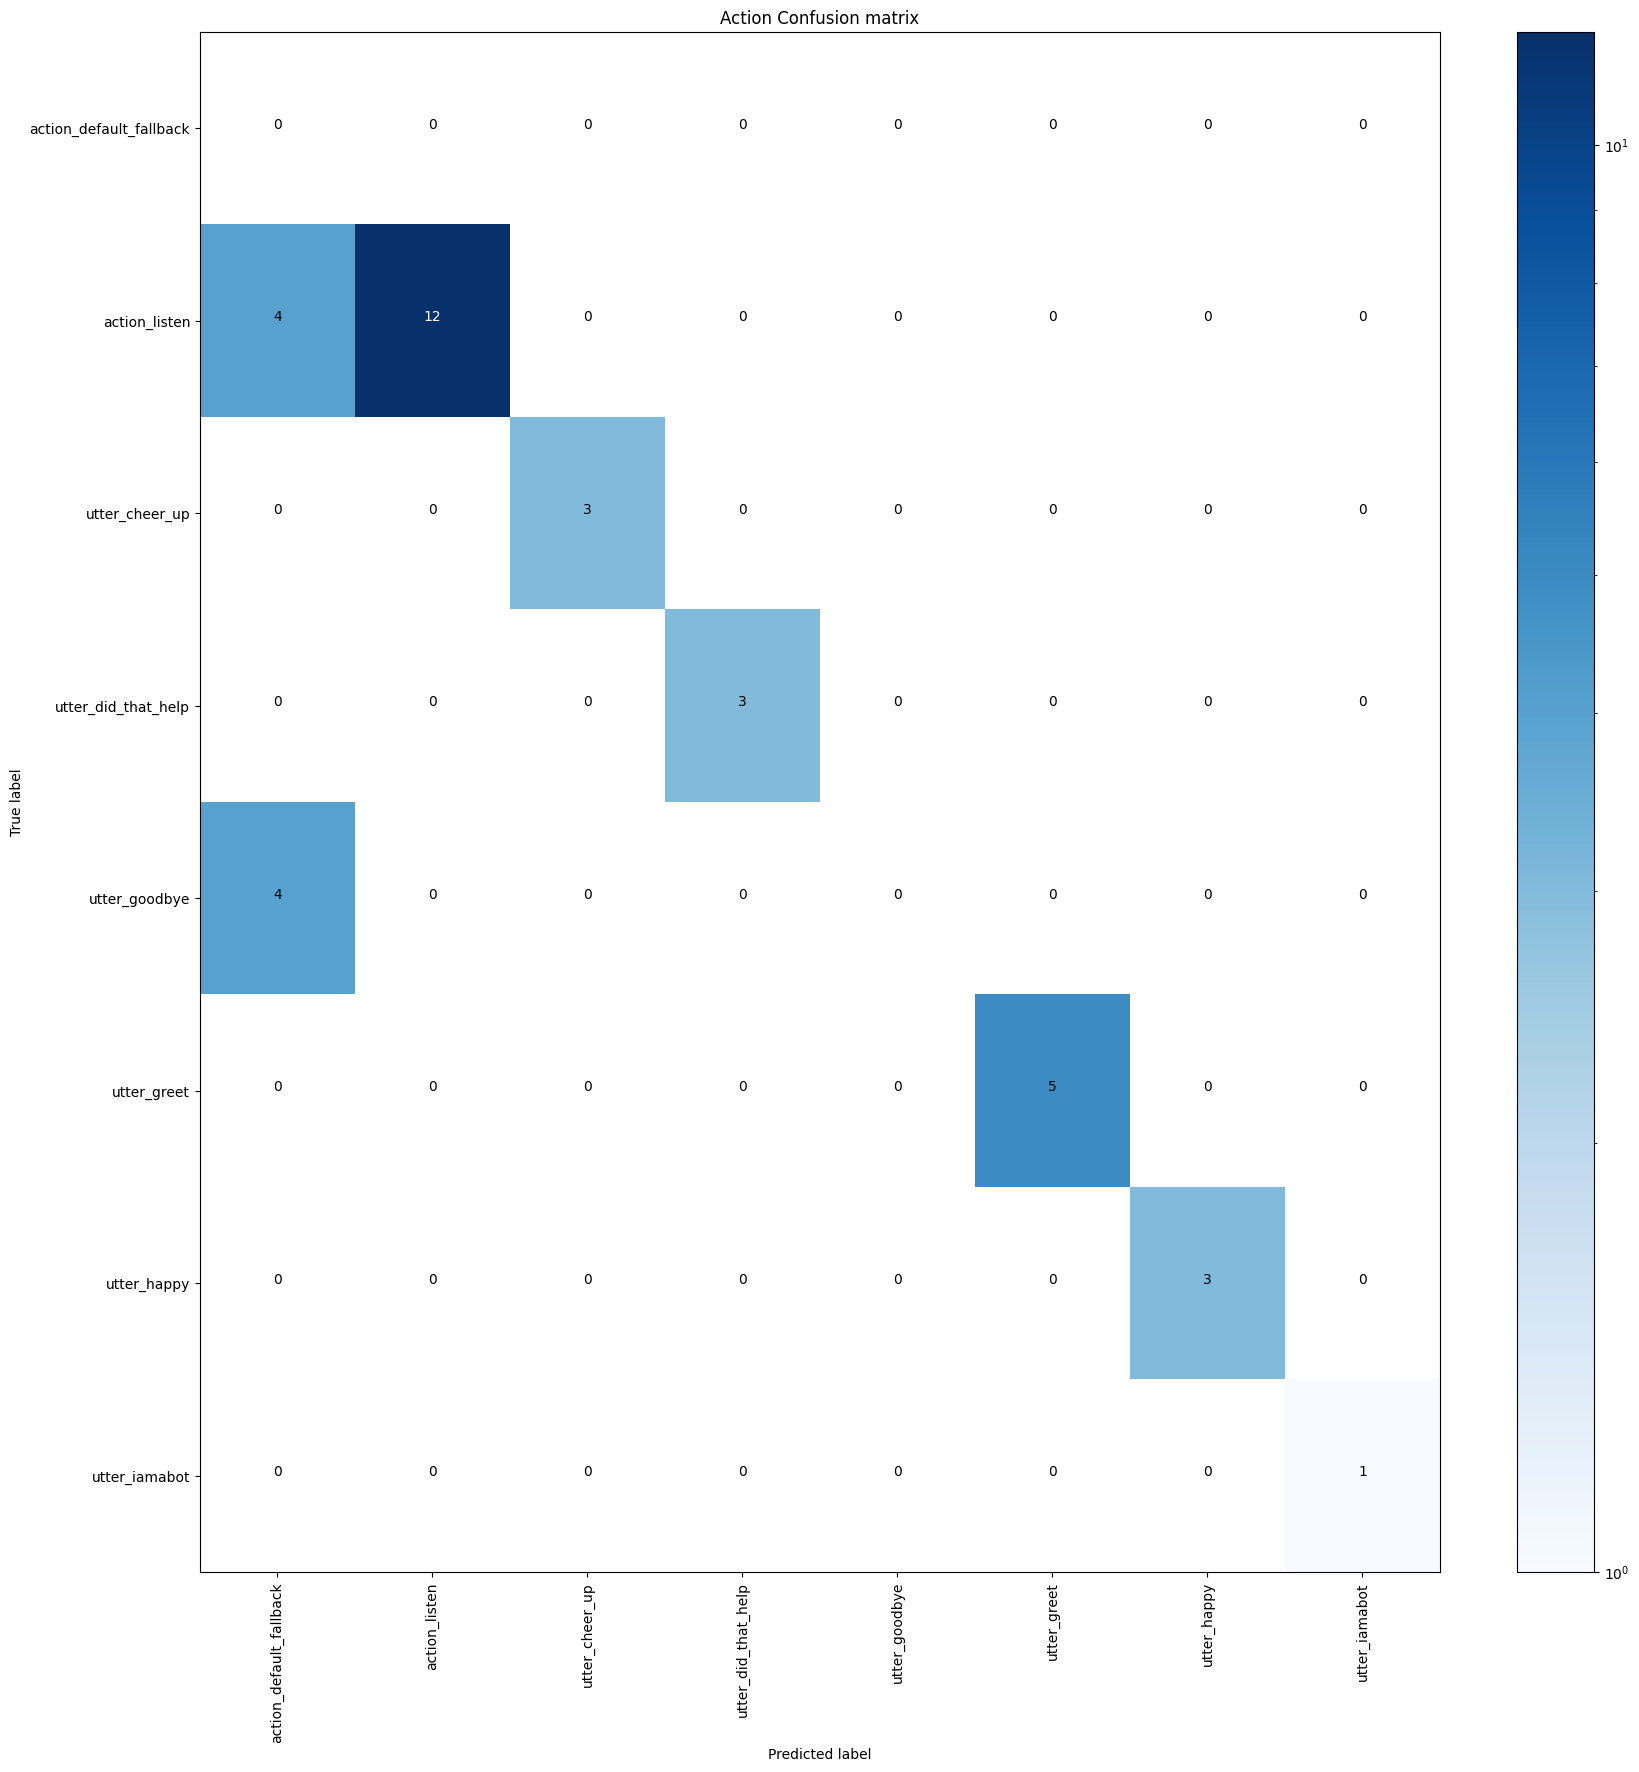 Action Confusion matrix
action_default_fallback 0 0 0 0 0 0 0 0
10¹
action_listen 4 12 0 0 0 0 0 0
utter_cheer_up 0 0 3 0 0 0 0 0
utter_did_that_help 0 0 0 3 0 0 0 0
True label
utter_goodbye 4 0 0 0 0 0 0 0
utter_greet 0 0 0 0 0 5 0 0
utter_happy 0 0 0 0 0 0 3 0
utter_iamabot 0 0 0 0 0 0 0 1
10⁰
action_default_fallback
action_listen
utter_cheer_up
utter_did_that_help
utter_goodbye
utter_greet
utter_happy
utter_iamabot
Predicted label